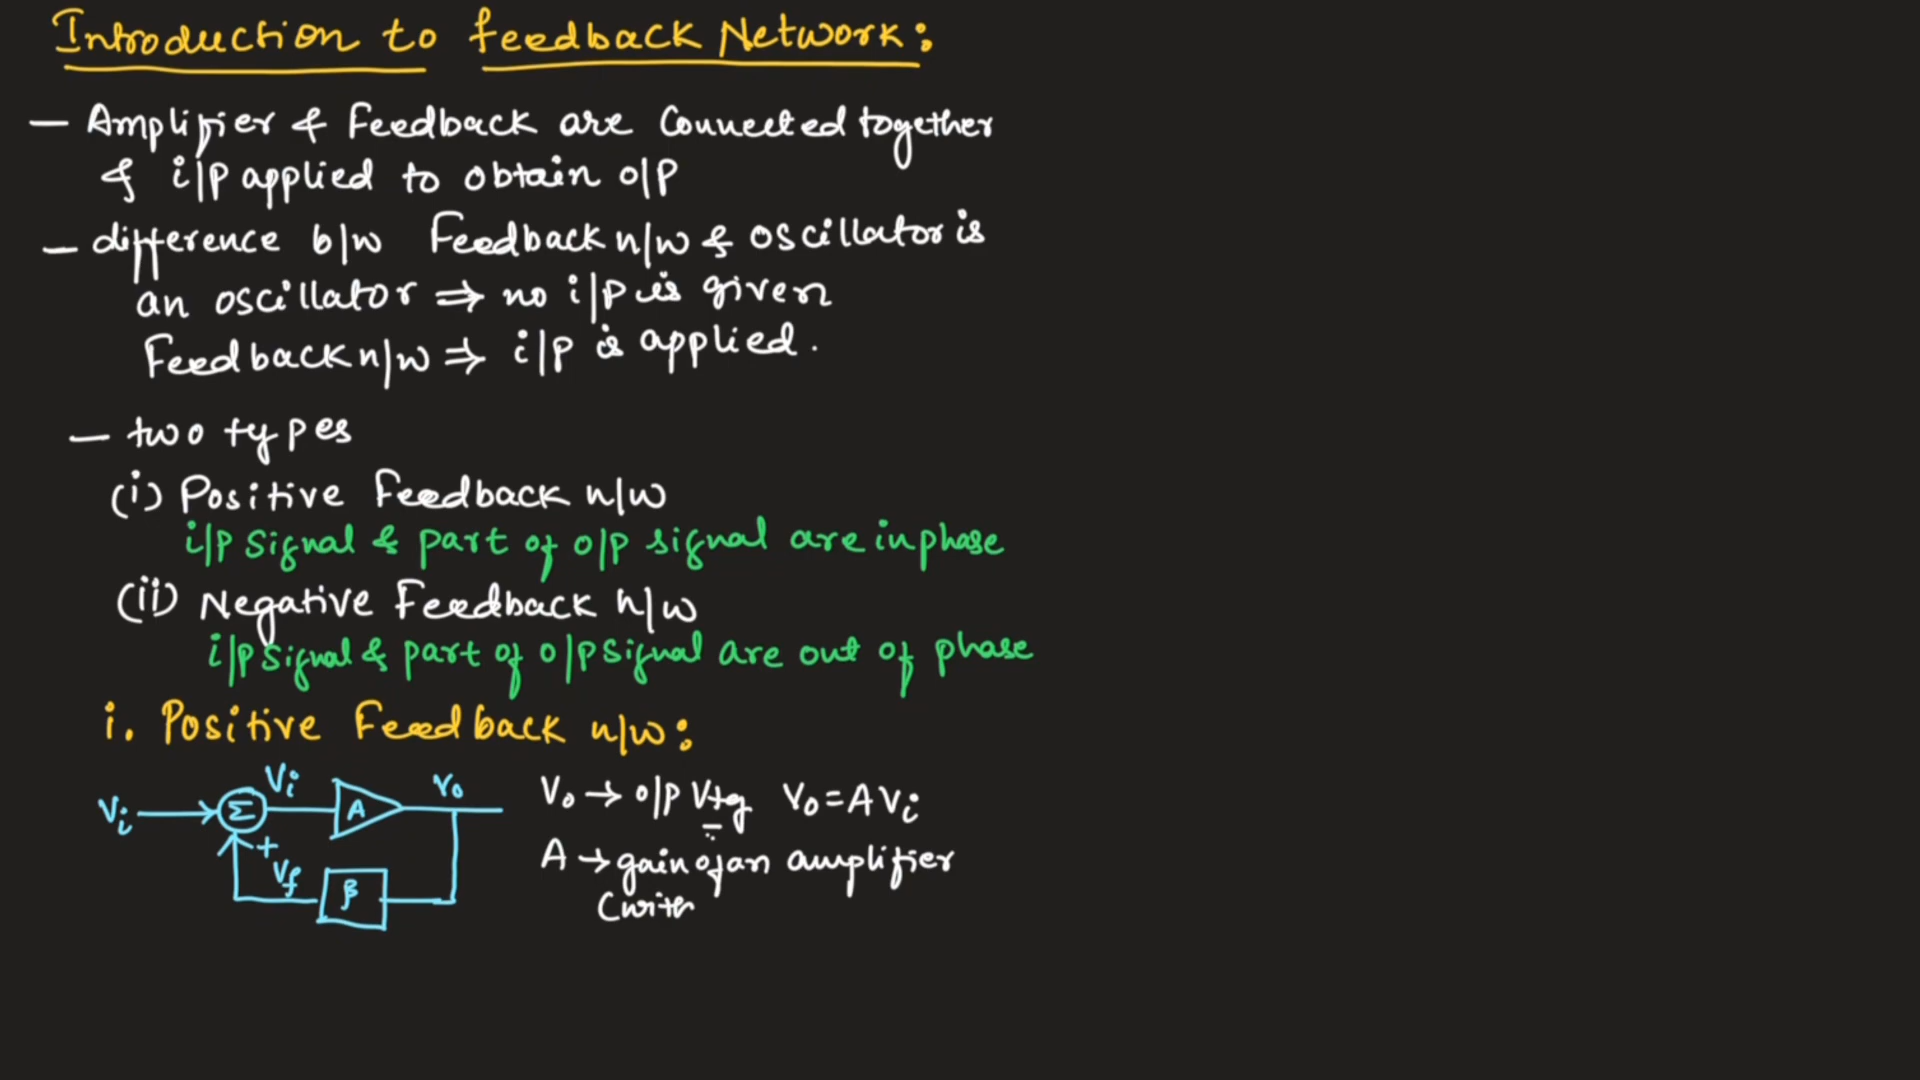 Introduction to feedback Network:
- Amplifier & Feedback are Connected together
& i/p applied to obtain o/p
- difference b/w Feedback n/w & oscillator is
an oscillator ⇒ no i/p is given
Feedback n/w ⇒ i/p is applied.
- two types
(i) Positive Feedback n/w
i/p signal & part of o/p signal are inphase
(ii) Negative Feedback n/w
i/p signal & part of o/p signal are out of phase
i. Positive Feedback n/w:
Vi Σ Vi A Vo
+ Vf β
Vo → o/p Vtg Vo = A Vi
A → gain of an amplifier
(with